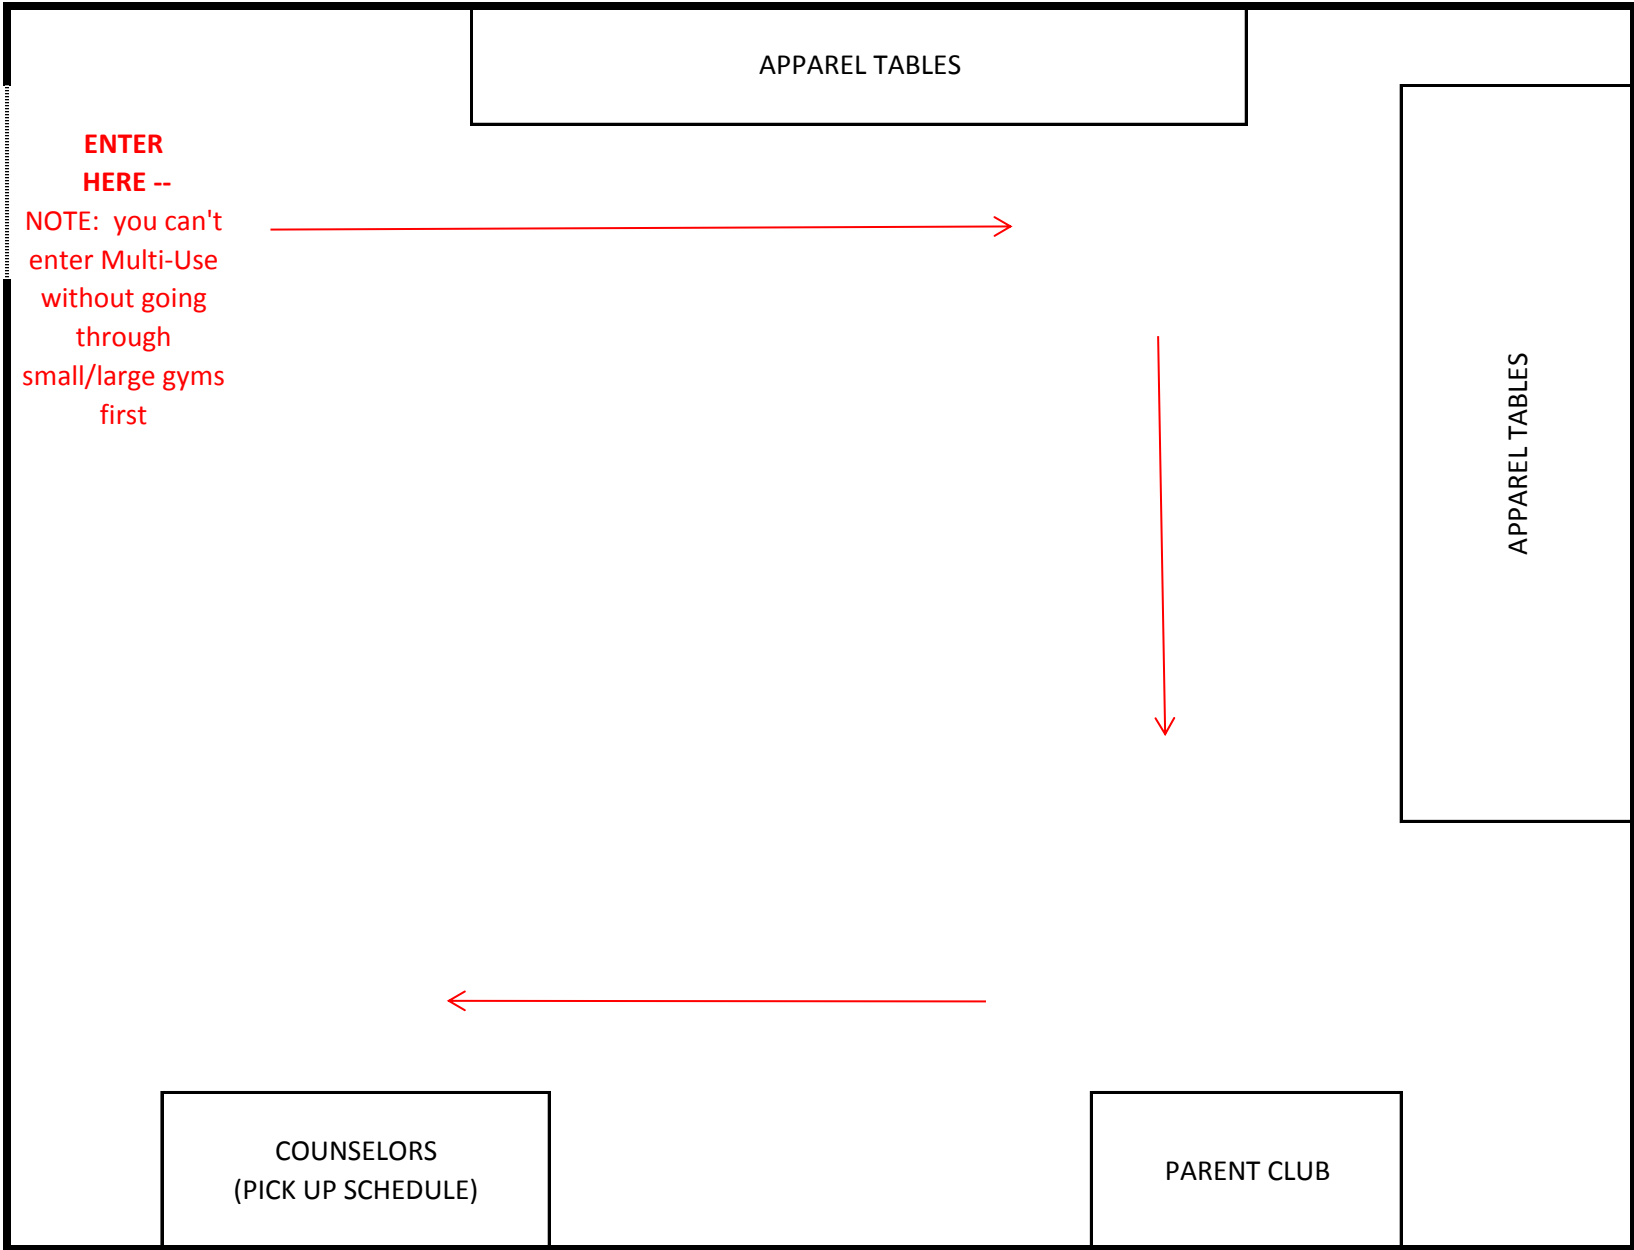 APPAREL TABLES
ENTER
HERE --
NOTE:  you can't
enter Multi-Use
without going
through
small/large gyms
first
APPAREL TABLES
COUNSELORS
(PICK UP SCHEDULE)
PARENT CLUB